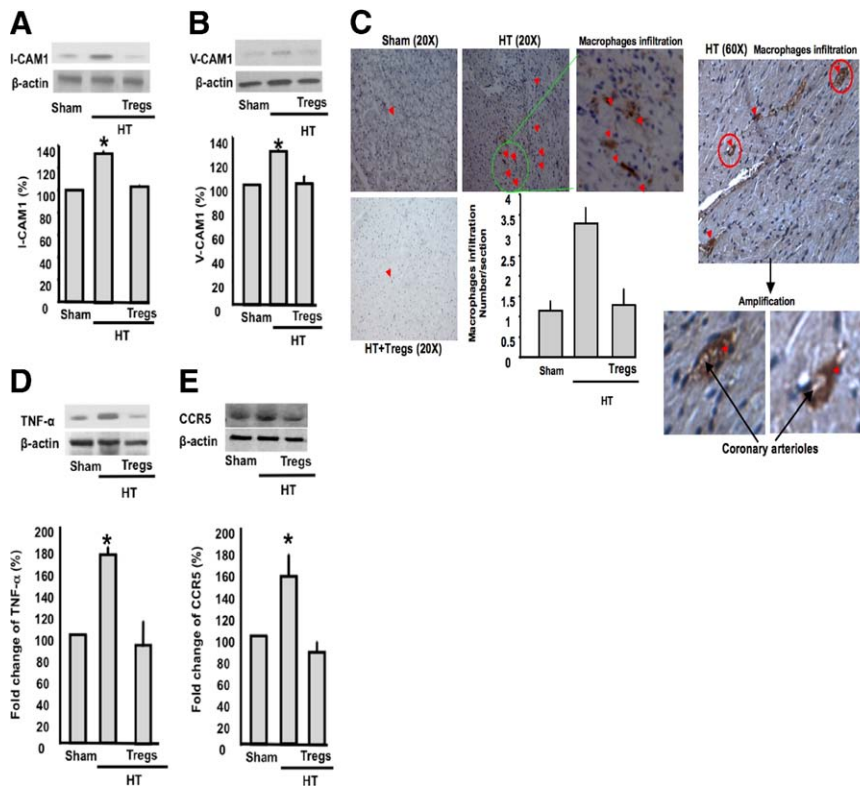 A
I-CAM1
β-actin
Sham
Tregs
HT
I-CAM1 (%)
140
120
100
80
60
40
20
0
*
Sham
Tregs
HT
B
V-CAM1
β-actin
Sham
Tregs
HT
V-CAM1 (%)
140
120
100
80
60
40
20
0
*
Sham
Tregs
HT
C
Sham (20X)
HT (20X)
Macrophages infiltration
HT+Tregs (20X)
Macrophages infiltration
Number/section
4
3.5
3
2.5
2
1.5
1
0.5
0
Sham
Tregs
HT
HT (60X)
Macrophages infiltration
Amplification
Coronary arterioles
D
TNF-α
β-actin
Sham
Tregs
HT
Fold change of TNF-α (%)
200
180
160
140
120
100
80
60
40
20
0
*
Sham
Tregs
HT
E
CCR5
β-actin
Sham
Tregs
HT
Fold change of CCR5 (%)
200
180
160
140
120
100
80
60
40
20
0
*
Sham
Tregs
HT